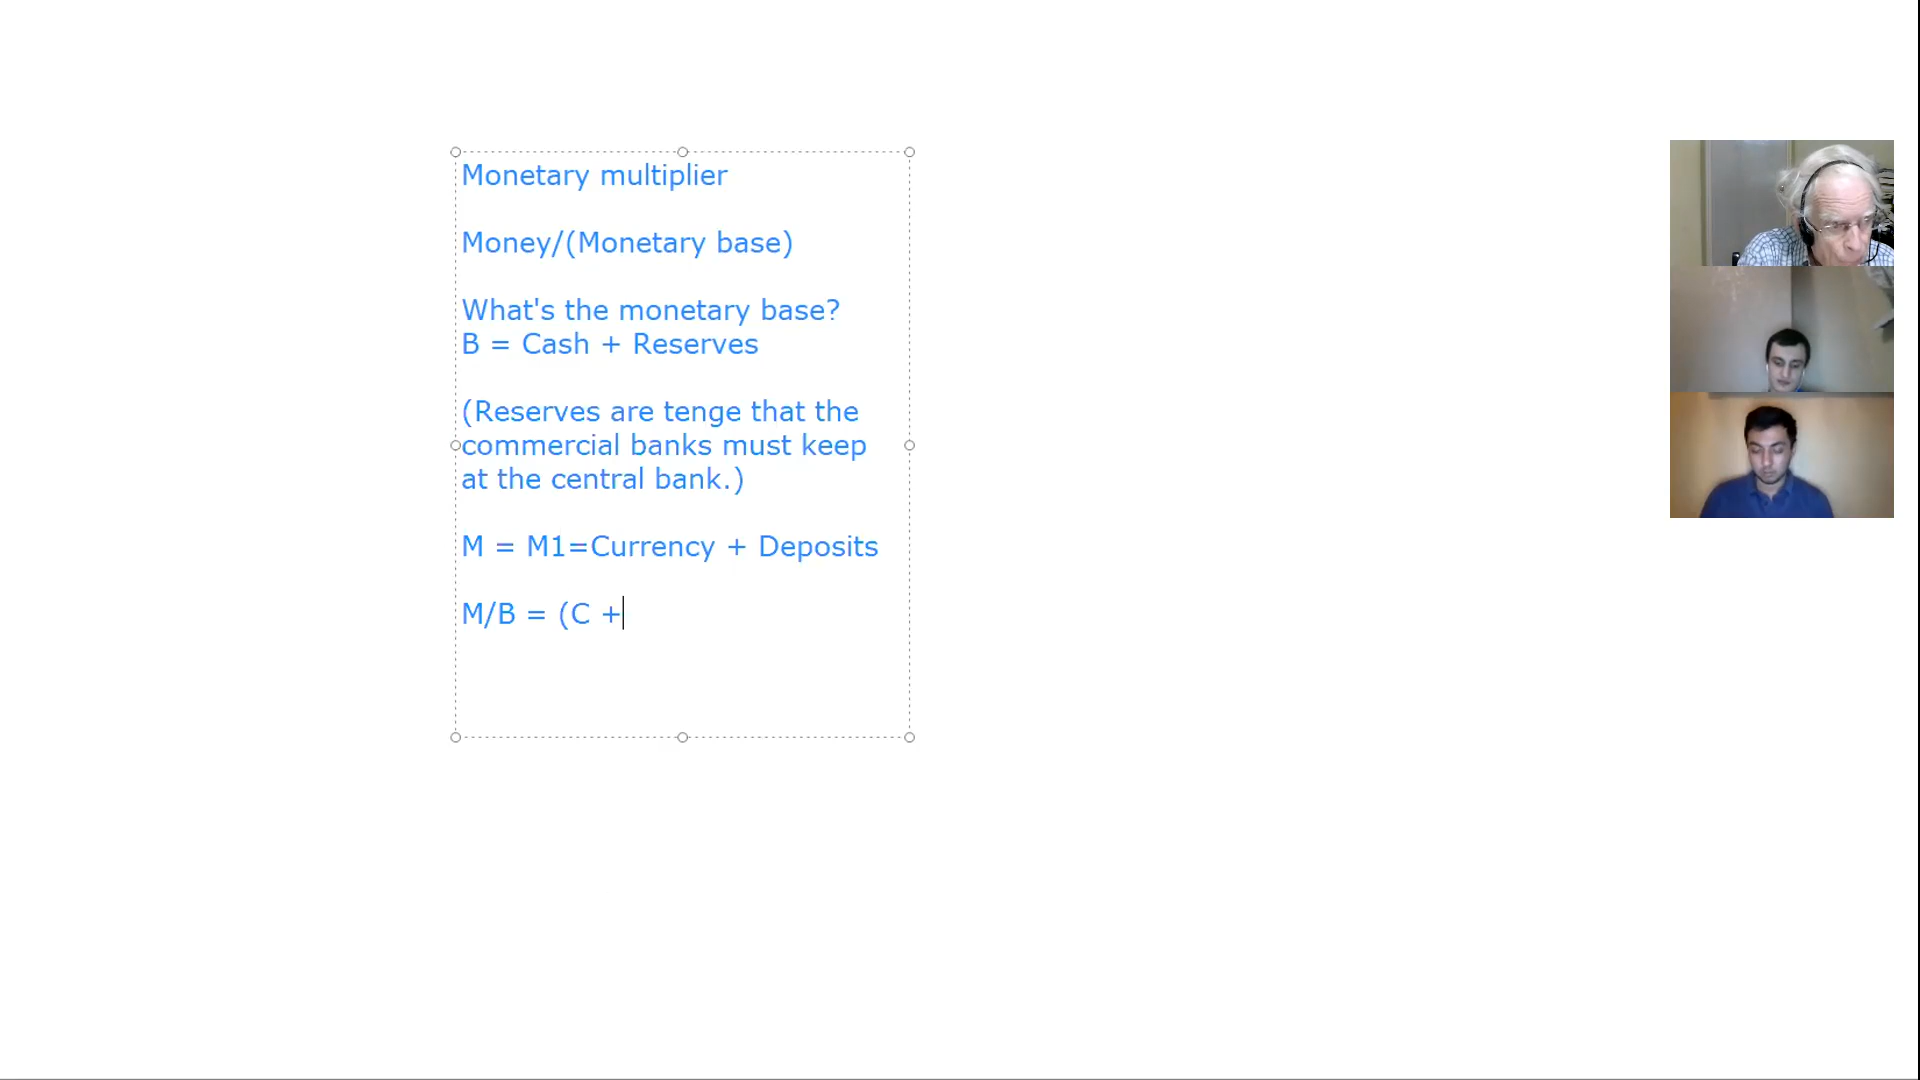 Monetary multiplier
Money/(Monetary base)
What's the monetary base?
B = Cash + Reserves
(Reserves are tenge that the
commercial banks must keep
at the central bank.)
M = M1=Currency + Deposits
M/B = (C +